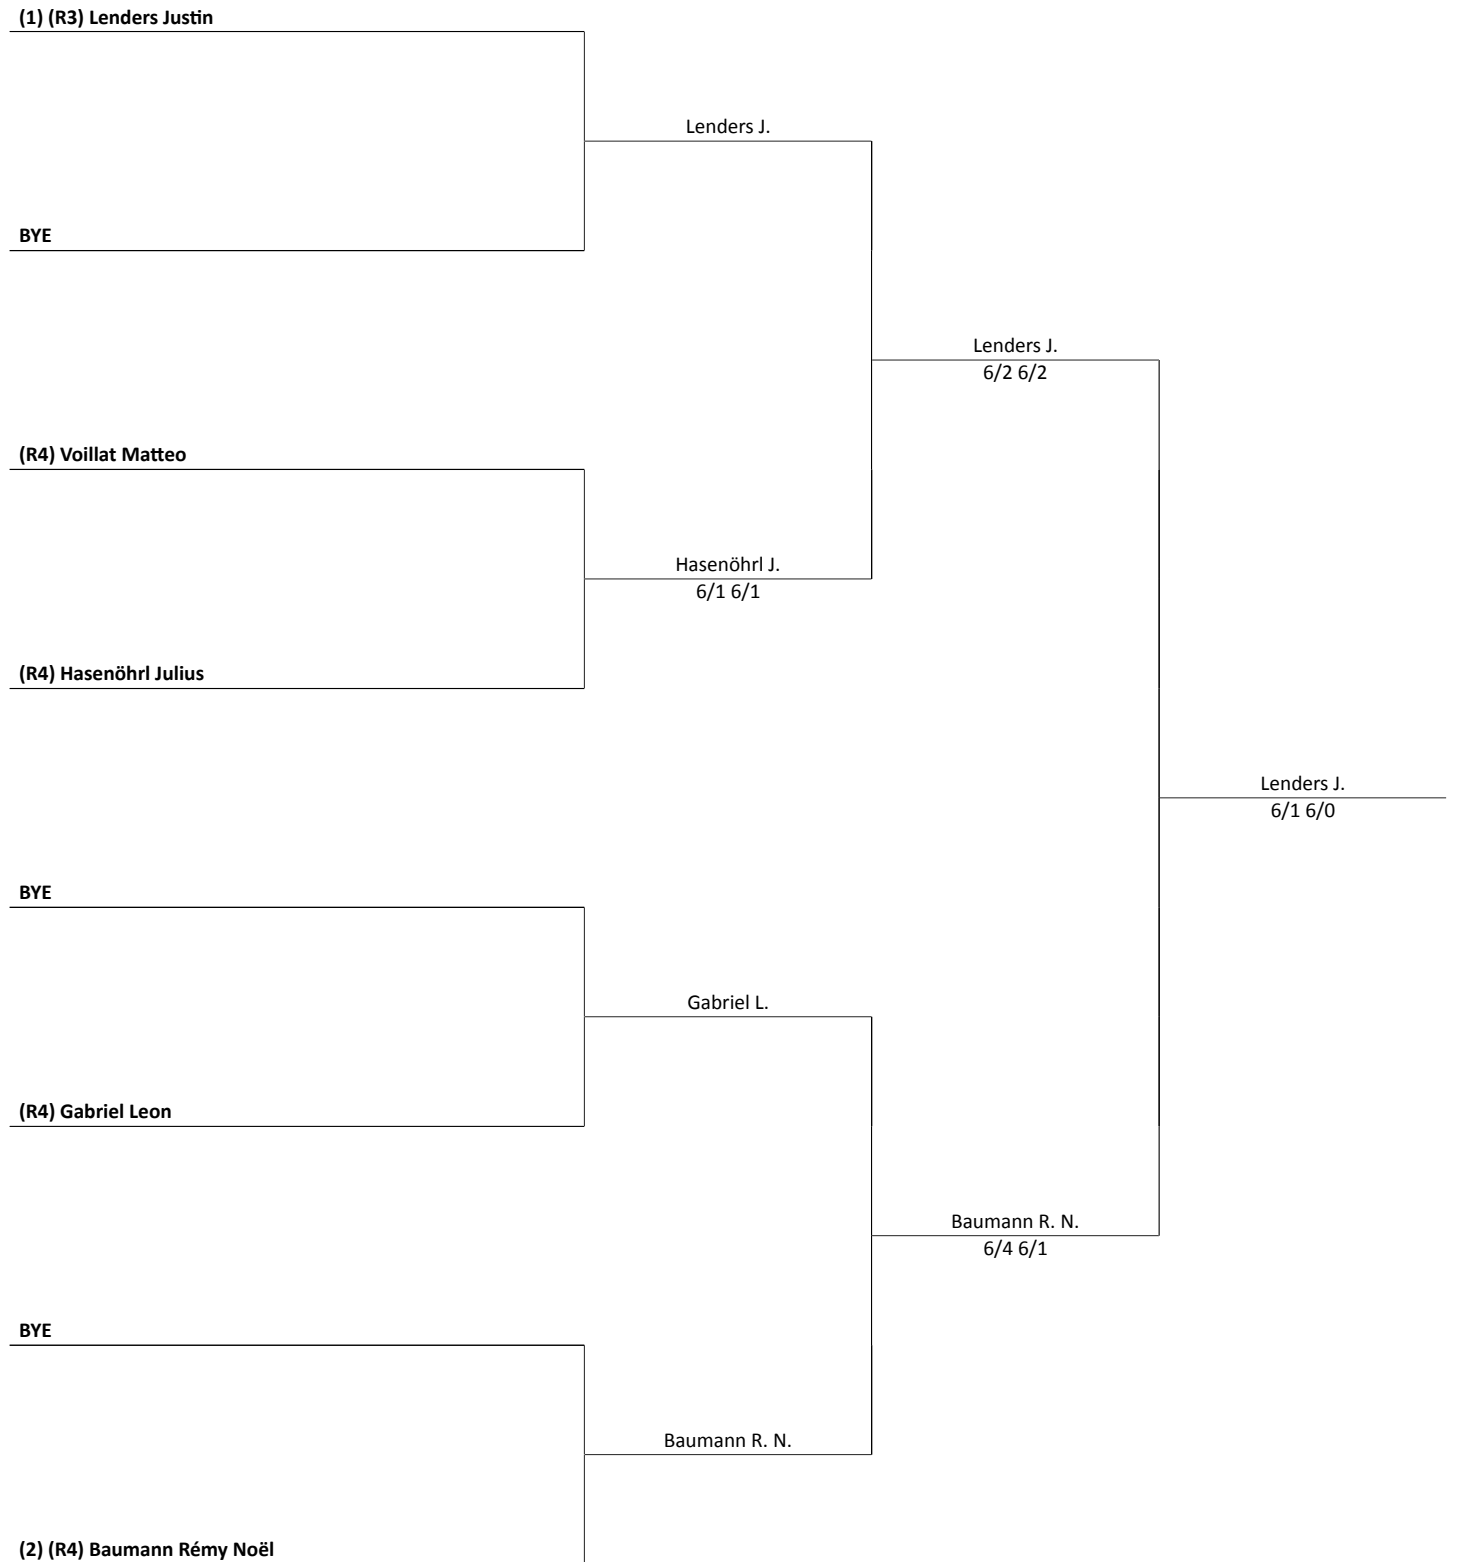 (1) (R3) Lenders Justin
Lenders J.
BYE
Lenders J.
6/2 6/2
(R4) Voillat Matteo
Hasenöhrl J.
6/1 6/1
(R4) Hasenöhrl Julius
Lenders J.
6/1 6/0
BYE
Gabriel L.
(R4) Gabriel Leon
Baumann R. N.
6/4 6/1
BYE
Baumann R. N.
(2) (R4) Baumann Rémy Noël